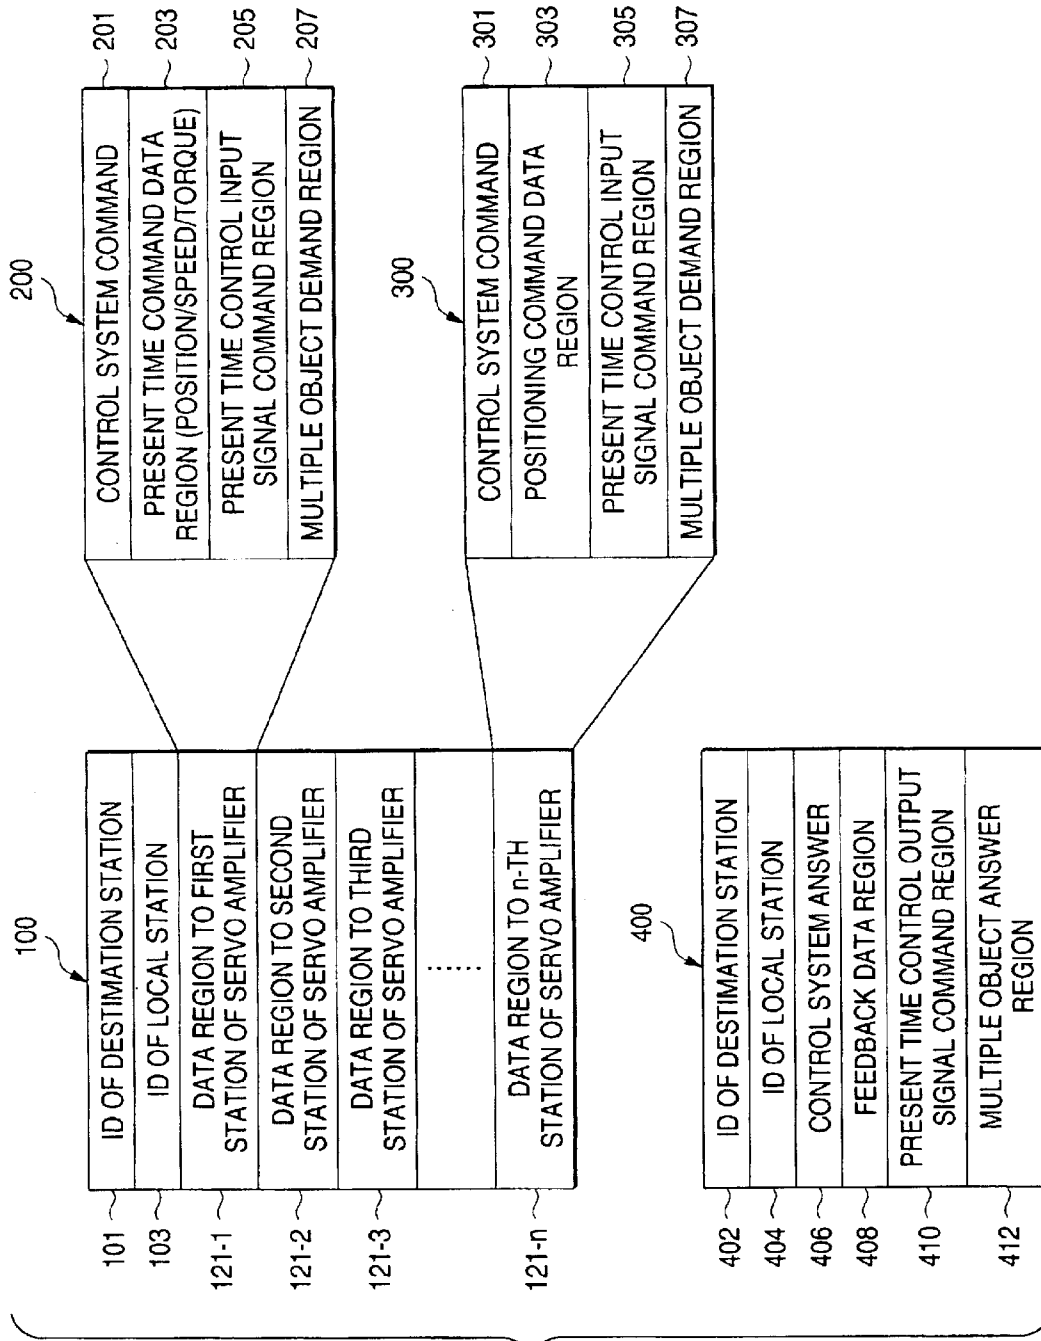 100
101
ID OF DESTIMATION STATION
103
ID OF LOCAL STATION
121-1
DATA REGION TO FIRST
STATION OF SERVO AMPLIFIER
121-2
DATA REGION TO SECOND
STATION OF SERVO AMPLIFIER
121-3
DATA REGION TO THIRD
STATION OF SERVO AMPLIFIER
.......
121-n
DATA REGION TO n-TH
STATION OF SERVO AMPLIFIER
200
CONTROL SYSTEM COMMAND
201
PRESENT TIME COMMAND DATA
REGION (POSITION/SPEED/TORQUE)
203
PRESENT TIME CONTROL INPUT
SIGNAL COMMAND REGION
205
MULTIPLE OBJECT DEMAND REGION
207
300
CONTROL SYSTEM COMMAND
301
POSITIONING COMMAND DATA
REGION
303
PRESENT TIME CONTROL INPUT
SIGNAL COMMAND REGION
305
MULTIPLE OBJECT DEMAND REGION
307
400
402
ID OF DESTIMATION STATION
404
ID OF LOCAL STATION
406
CONTROL SYSTEM ANSWER
408
FEEDBACK DATA REGION
410
PRESENT TIME CONTROL OUTPUT
SIGNAL COMMAND REGION
412
MULTIPLE OBJECT ANSWER
REGION